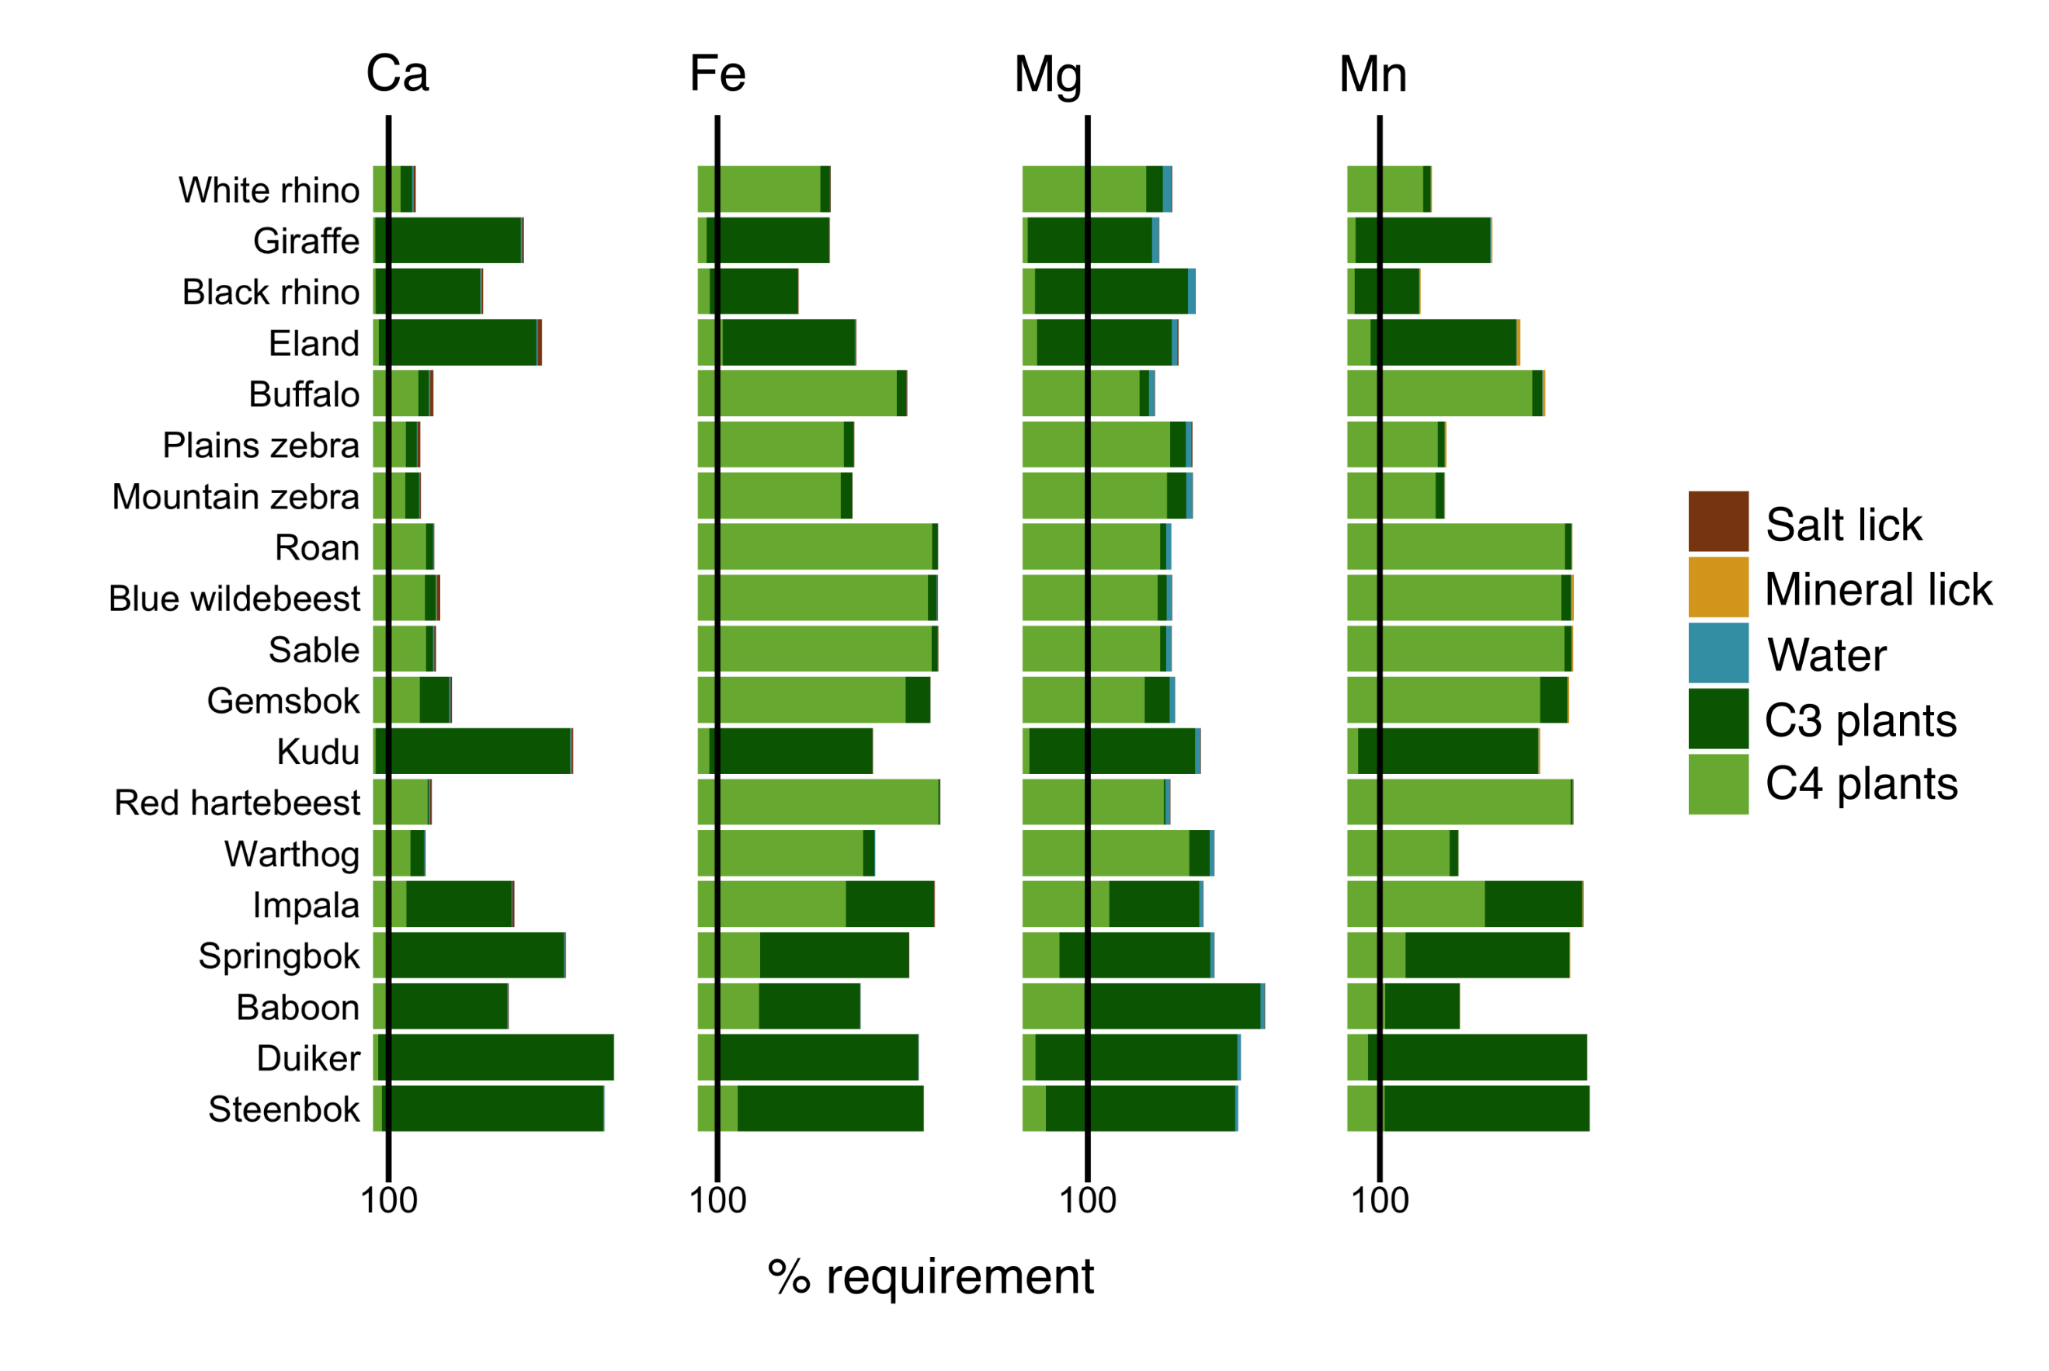 Ca Fe Mg Mn
White rhino
Giraffe
Black rhino
Eland
Buffalo
Plains zebra
Mountain zebra
Roan
Blue wildebeest
Sable
Gemsbok
Kudu
Red hartebeest
Warthog
Impala
Springbok
Baboon
Duiker
Steenbok
100 100 100 100
% requirement
Salt lick
Mineral lick
Water
C3 plants
C4 plants